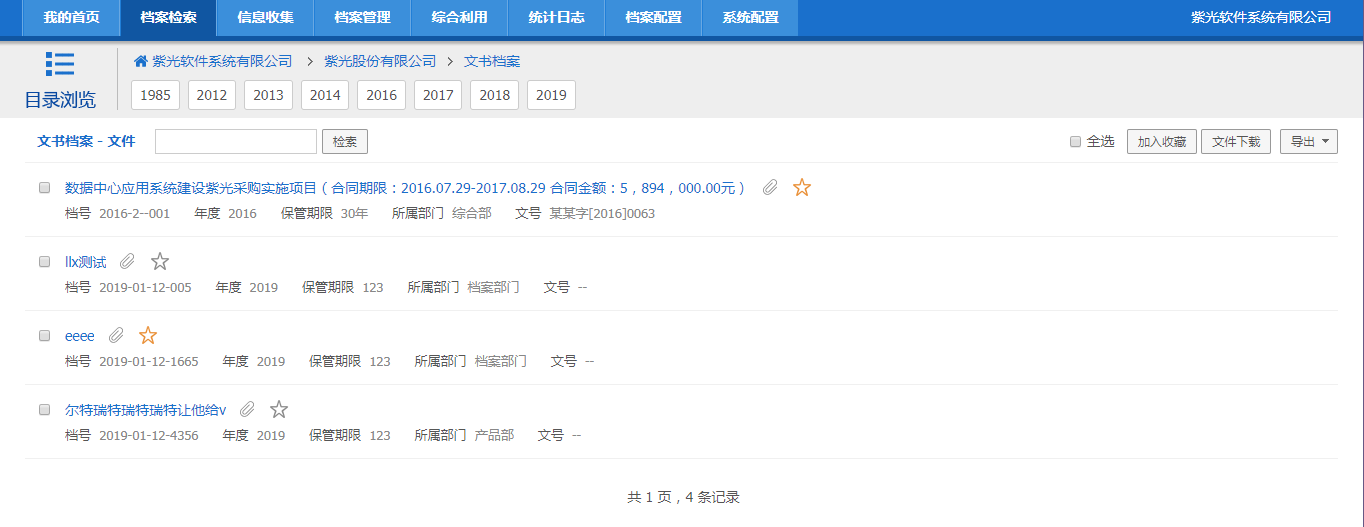 我的首页 档案检索 信息收集 档案管理 综合利用 统计日志 档案配置 系统配置 紫光软件系统有限公司
紫光软件系统有限公司 > 紫光股份有限公司 > 文书档案
目录浏览
1985 2012 2013 2014 2016 2017 2018 2019
文书档案 - 文件 检索 全选 加入收藏 文件下载 导出
数据中心应用系统建设紫光采购实施项目（合同期限：2016.07.29-2017.08.29 合同金额：5，894，000.00元）
档号 2016-2--001 年度 2016 保管期限 30年 所属部门 综合部 文号 某某字[2016]0063
llx测试
档号 2019-01-12-005 年度 2019 保管期限 123 所属部门 档案部门 文号 --
eeee
档号 2019-01-12-1665 年度 2019 保管期限 123 所属部门 档案部门 文号 --
尔特瑞特瑞特瑞特让他给v
档号 2019-01-12-4356 年度 2019 保管期限 123 所属部门 产品部 文号 --
共 1 页，4 条记录